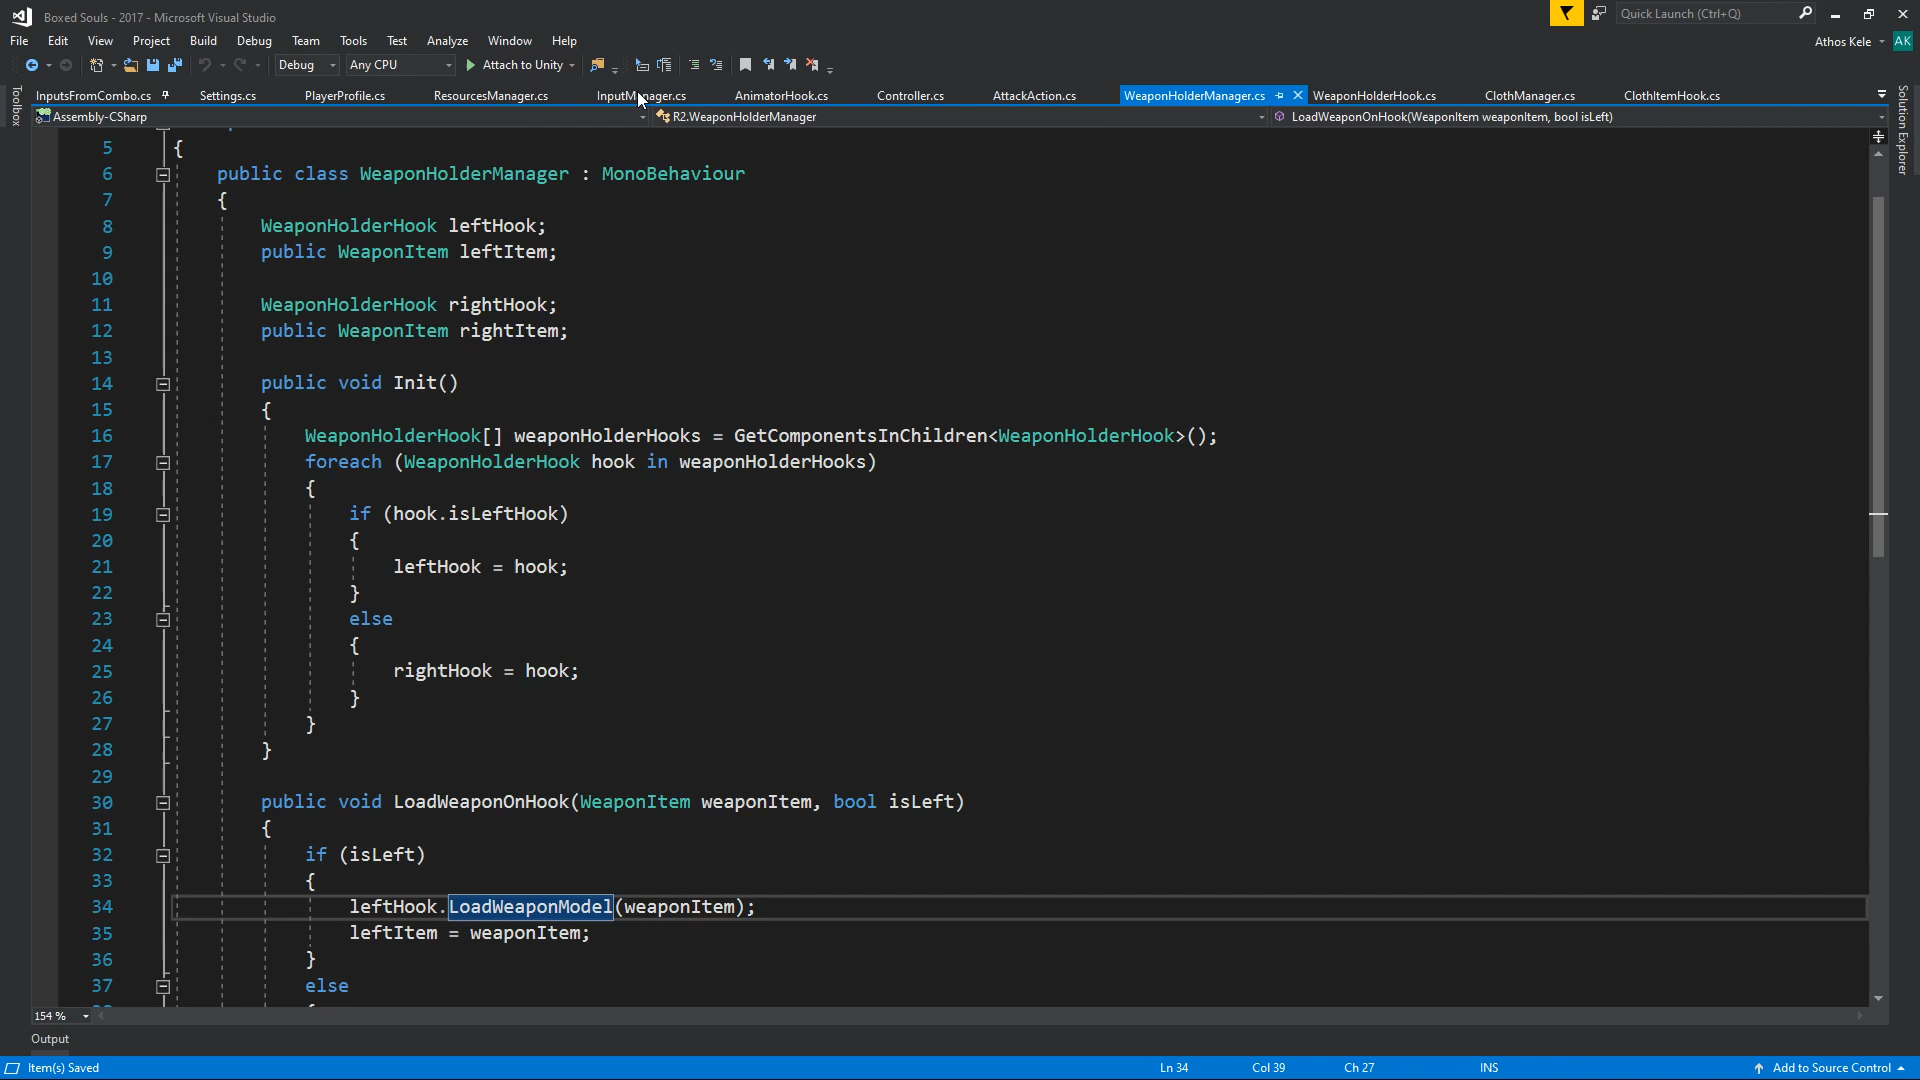 Boxed Souls - 2017 - Microsoft Visual Studio
Quick Launch (Ctrl+Q)
File Edit View Project Build Debug Team Tools Test Analyze Window Help
Athos Kele AK
Debug Any CPU Attach to Unity
Toolbox
InputsFromCombo.cs Settings.cs PlayerProfile.cs ResourcesManager.cs InputManager.cs AnimatorHook.cs Controller.cs AttackAction.cs WeaponHolderManager.cs WeaponHolderHook.cs ClothManager.cs ClothItemHook.cs
Solution Explorer
Assembly-CSharp R2.WeaponHolderManager LoadWeaponOnHook(WeaponItem weaponItem, bool isLeft)
5 {
6 public class WeaponHolderManager : MonoBehaviour
7 {
8 WeaponHolderHook leftHook;
9 public WeaponItem leftItem;
10
11 WeaponHolderHook rightHook;
12 public WeaponItem rightItem;
13
14 public void Init()
15 {
16 WeaponHolderHook[] weaponHolderHooks = GetComponentsInChildren<WeaponHolderHook>();
17 foreach (WeaponHolderHook hook in weaponHolderHooks)
18 {
19 if (hook.isLeftHook)
20 {
21 leftHook = hook;
22 }
23 else
24 {
25 rightHook = hook;
26 }
27 }
28 }
29
30 public void LoadWeaponOnHook(WeaponItem weaponItem, bool isLeft)
31 {
32 if (isLeft)
33 {
34 leftHook.LoadWeaponModel(weaponItem);
35 leftItem = weaponItem;
36 }
37 else
154 %
Output
Item(s) Saved Ln 34 Col 39 Ch 27 INS Add to Source Control